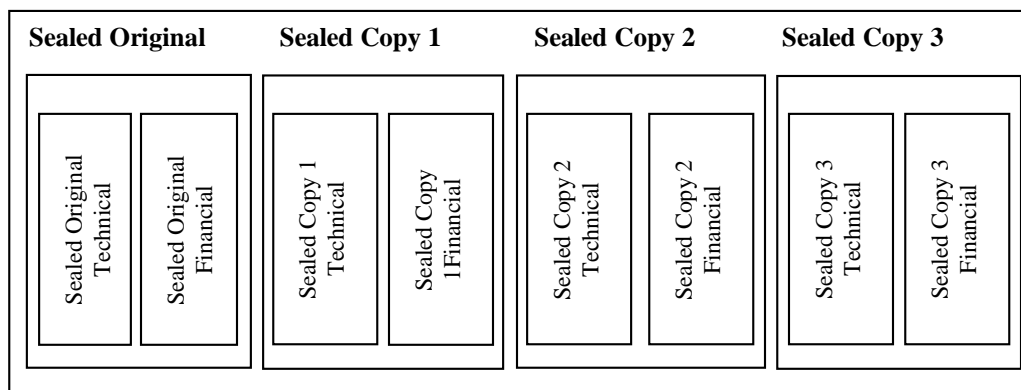 Sealed Original
Sealed Copy 1
Sealed Copy 2
Sealed Copy 3
Sealed Original
Technical
Sealed Original
Financial
Sealed Copy 1
Technical
Sealed Copy
1Financial
Sealed Copy 2
Technical
Sealed Copy 2
Financial
Sealed Copy 3
Technical
Sealed Copy 3
Financial